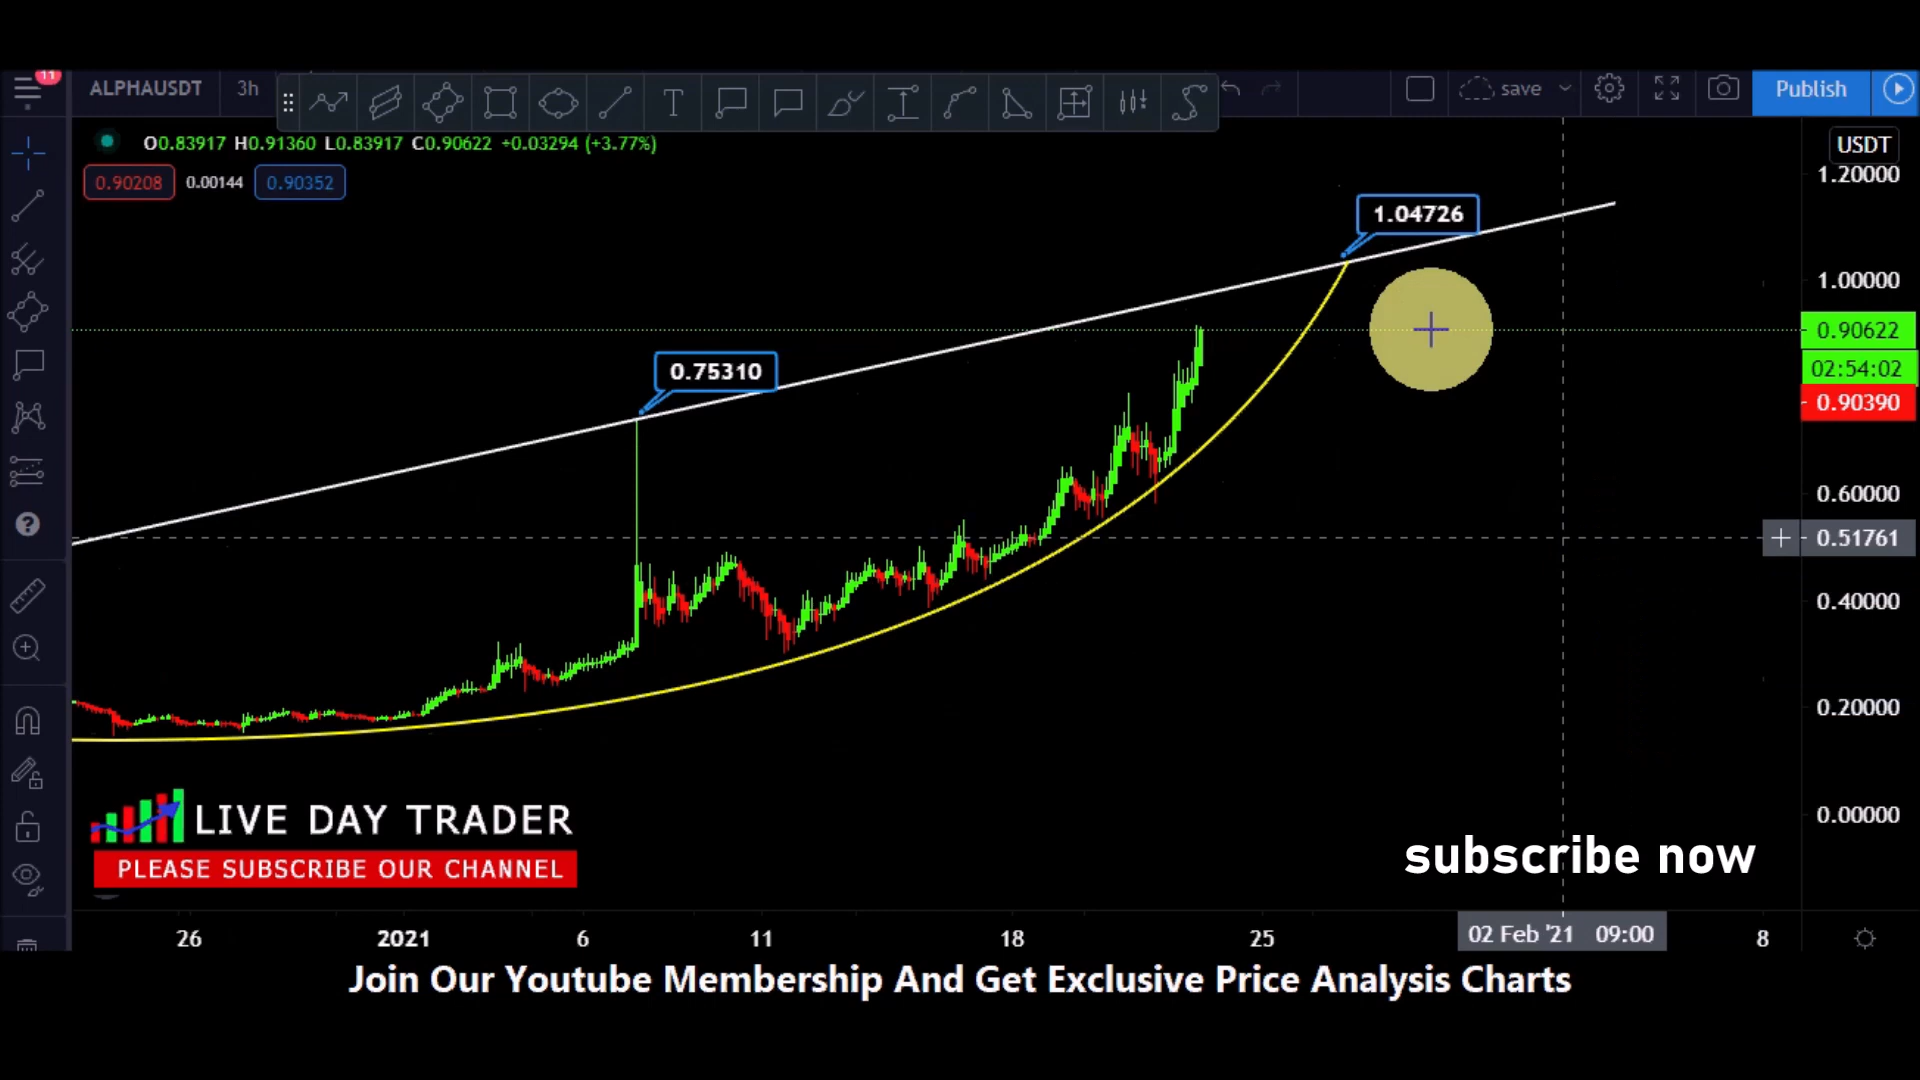 11
ALPHAUSDT 3h save Publish
O0.83917 H0.91360 L0.83917 C0.90622 +0.03294 (+3.77%)
USDT
0.90208 0.00144 0.90352
1.20000
1.04726
1.00000
0.90622
02:54:02
0.75310
0.90390
0.60000
0.51761
0.40000
0.20000
0.00000
LIVE DAY TRADER
PLEASE SUBSCRIBE OUR CHANNEL
subscribe now
26 2021 6 11 18 25 02 Feb '21 09:00 8
Join Our Youtube Membership And Get Exclusive Price Analysis Charts